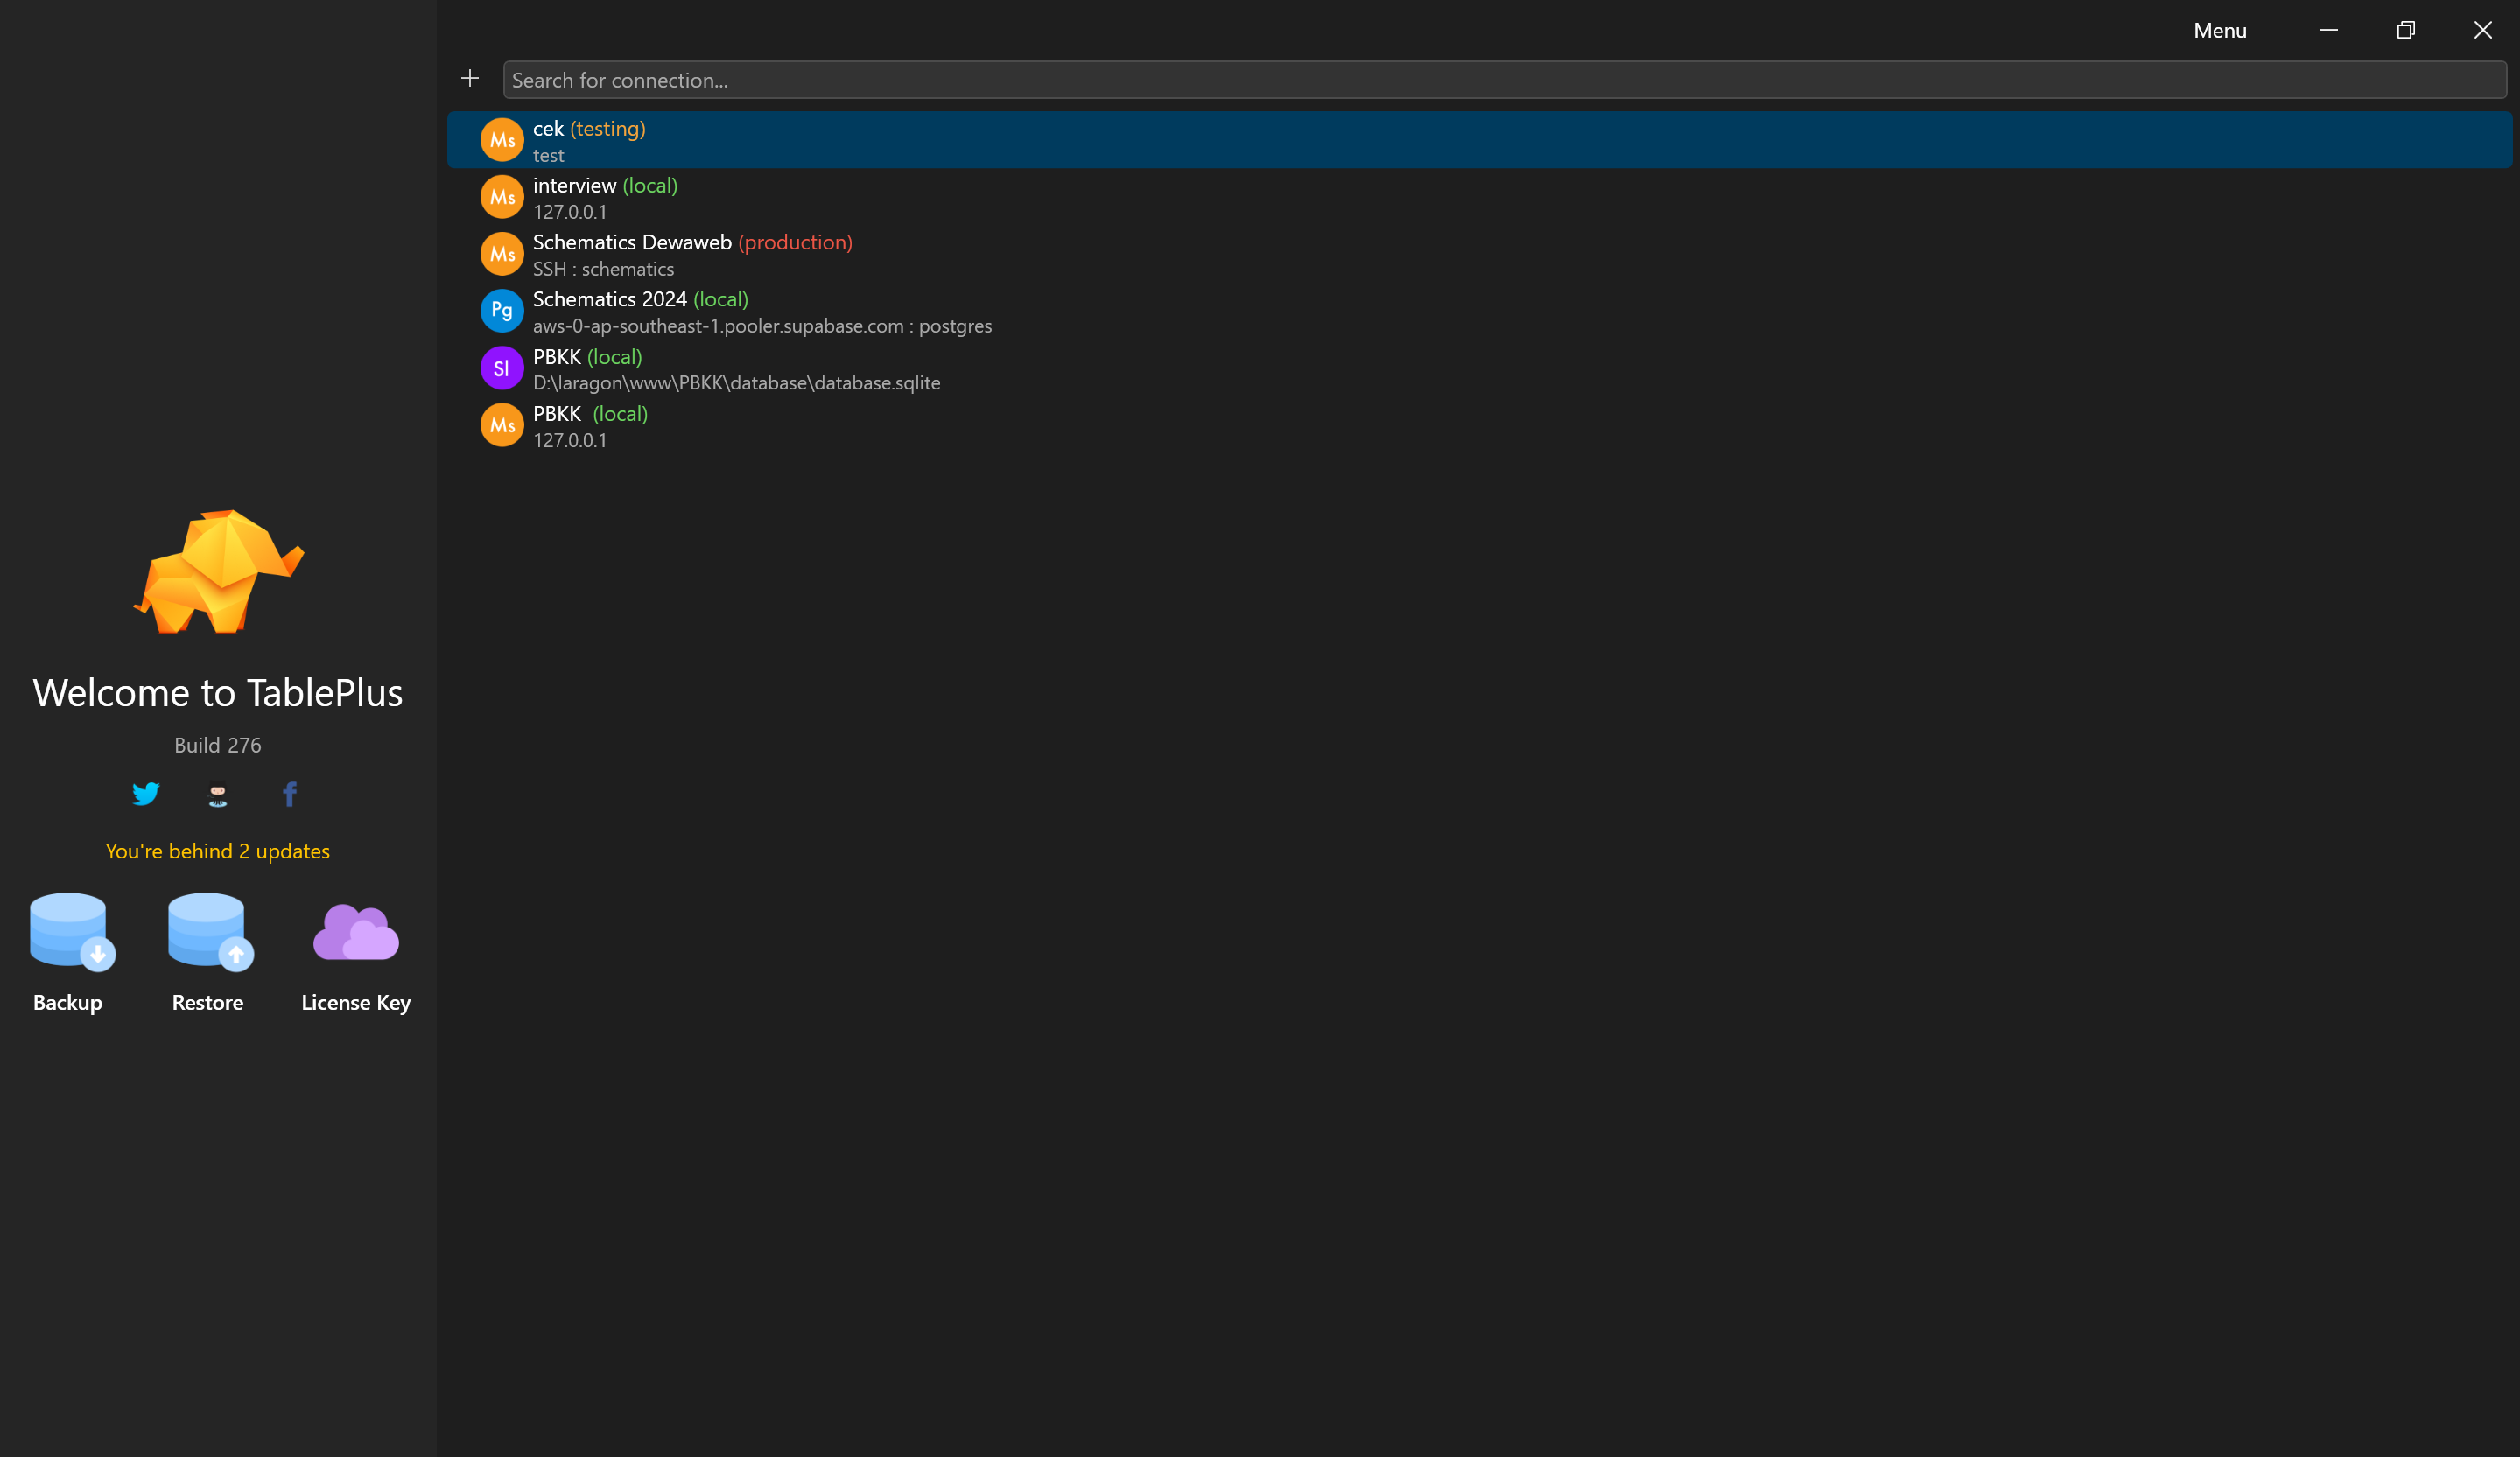 Menu
Search for connection...
Ms
cek (testing)
test
Ms
interview (local)
127.0.0.1
Ms
Schematics Dewaweb (production)
SSH : schematics
Pg
Schematics 2024 (local)
aws-0-ap-southeast-1.pooler.supabase.com : postgres
Sl
PBKK (local)
D:\laragon\www\PBKK\database\database.sqlite
Ms
PBKK (local)
127.0.0.1
Welcome to TablePlus
Build 276
You're behind 2 updates
Backup
Restore
License Key